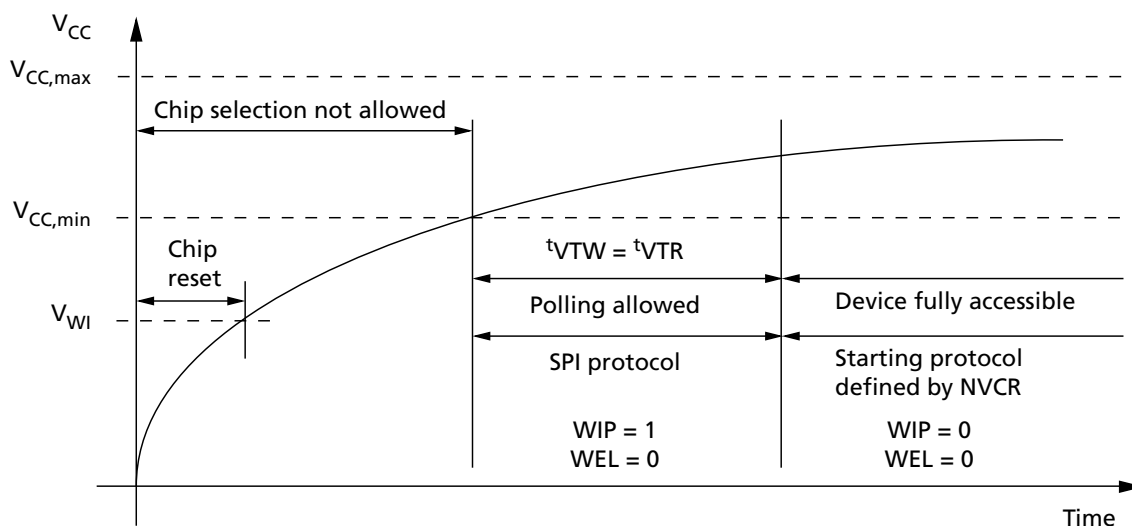 VCC
VCC,max
Chip selection not allowed
VCC,min
Chip
reset
tVTW = tVTR
Polling allowed
Device fully accessible
VWI
SPI protocol
Starting protocol
defined by NVCR
WIP = 1
WEL = 0
WIP = 0
WEL = 0
Time